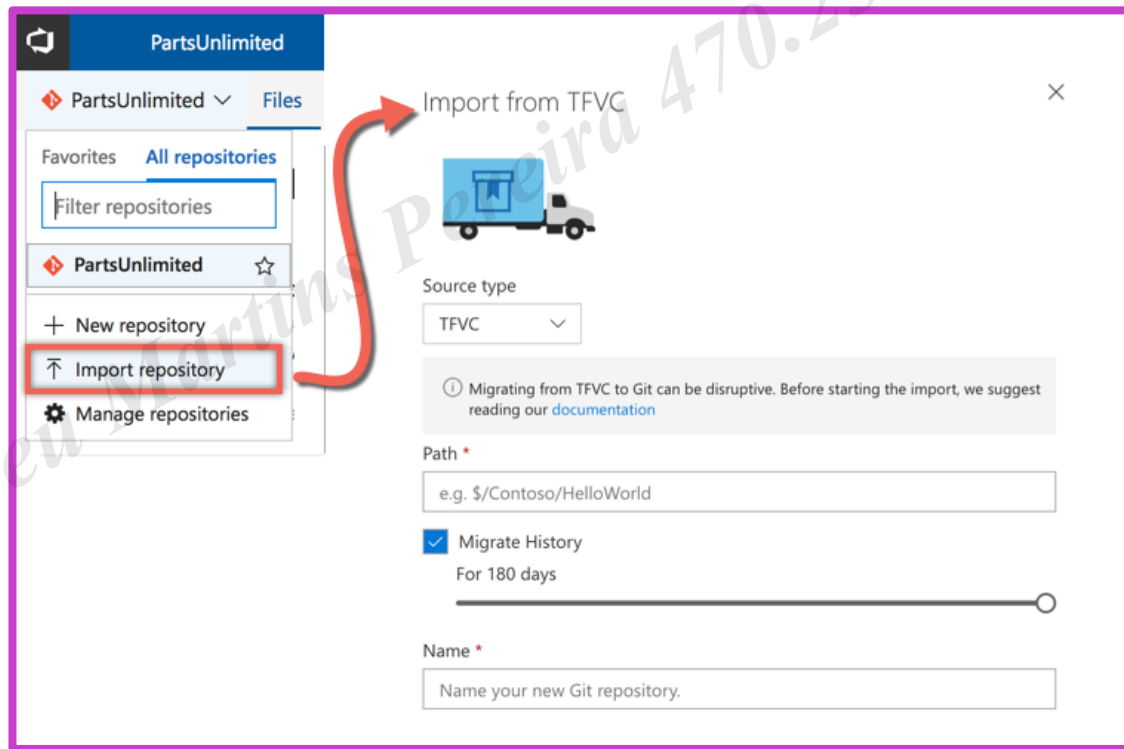 PartsUnlimited
PartsUnlimited Files
Favorites All repositories
Filter repositories
PartsUnlimited
New repository
Import repository
Manage repositories
Import from TFVC
Source type
TFVC
Migrating from TFVC to Git can be disruptive. Before starting the import, we suggest
reading our documentation
Path *
e.g. $/Contoso/HelloWorld
Migrate History
For 180 days
Name *
Name your new Git repository.
Martins Pereira